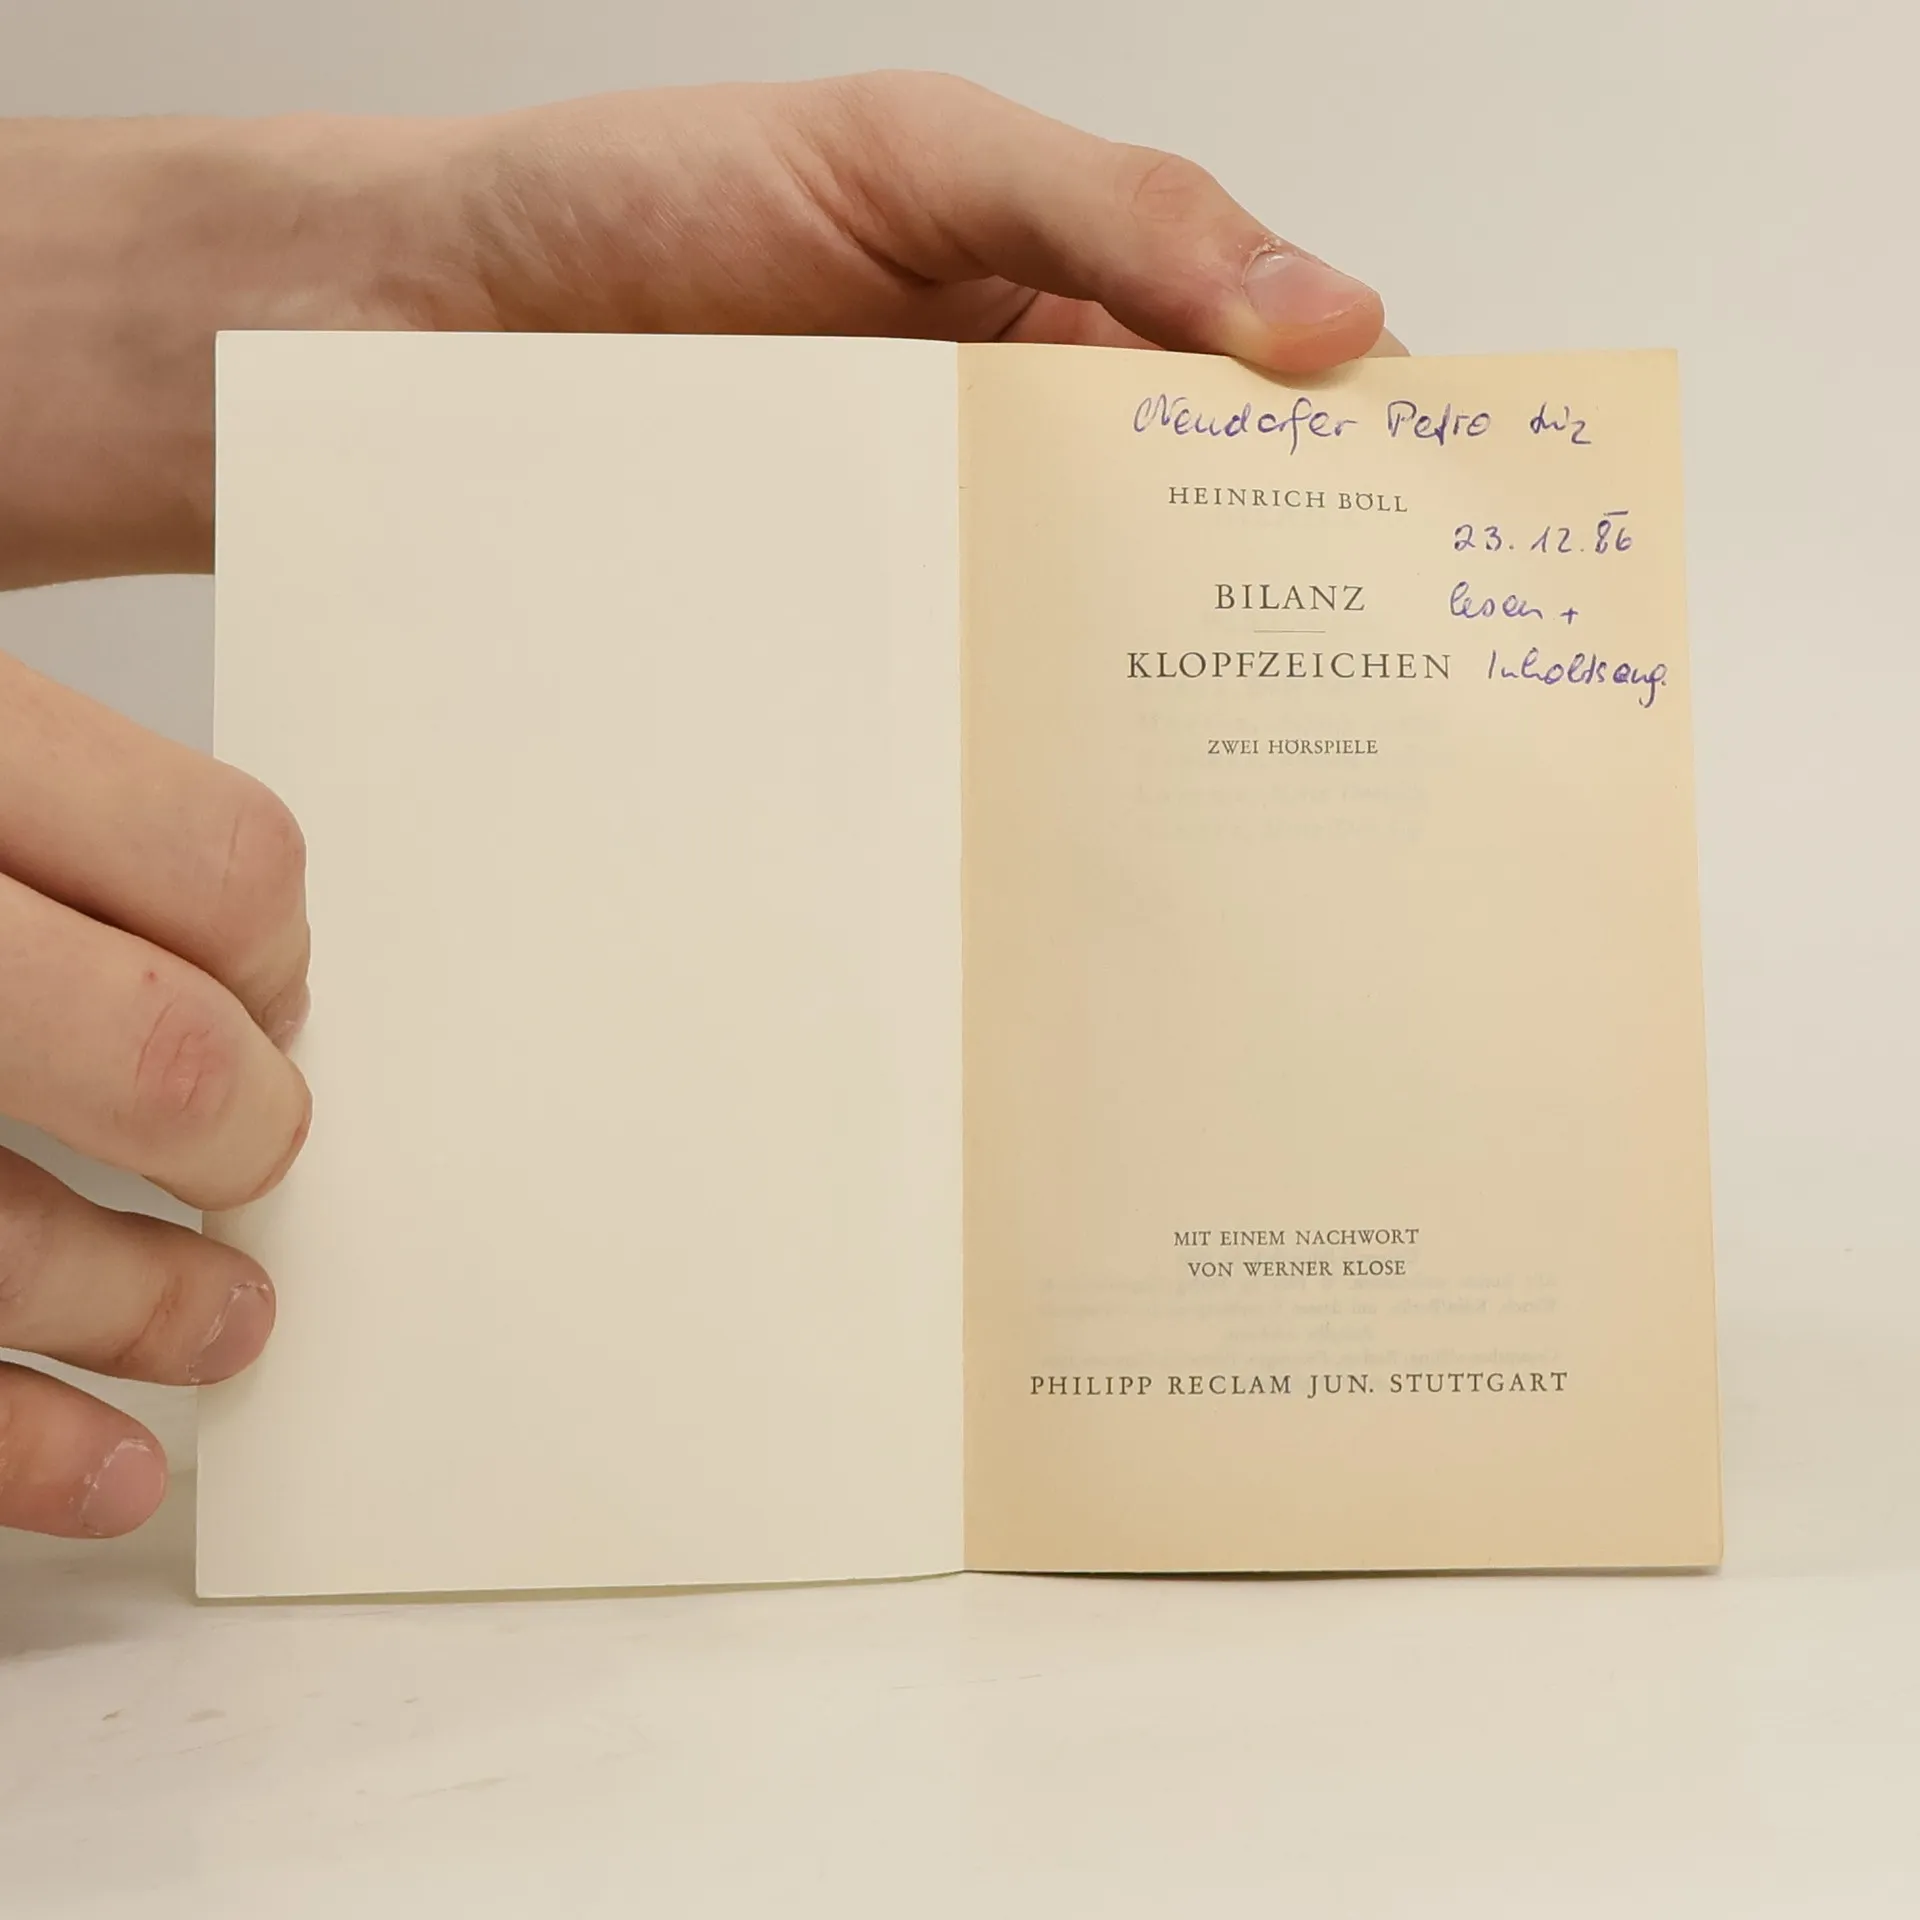 Neudorfer Petra
HEINRICH BÖLL
23. 12. 86
BILANZ
lesen +
KLOPFZEICHEN
Inholtsang.
ZWEI HÖRSPIELE
MIT EINEM NACHWORT
VON WERNER KLOSE
PHILIPP RECLAM JUN. STUTTGART